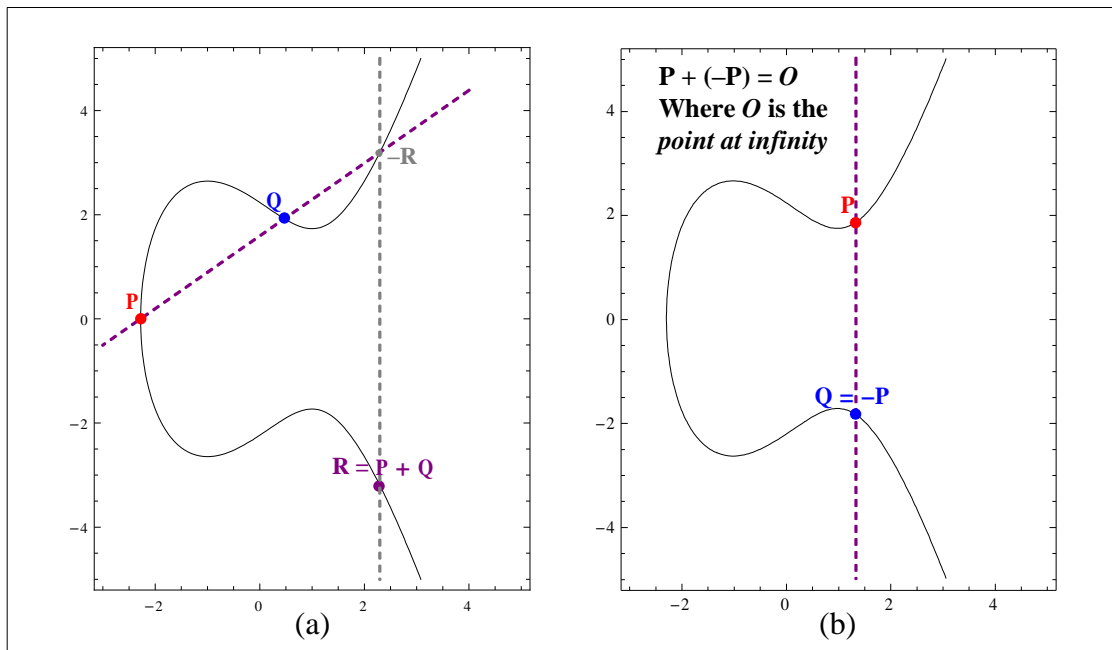 4
2
0
−2
−4
−2
0
2
4
Q
−R
P
R = P + Q
(a)
P + (−P) = O
Where O is the
point at infinity
4
2
0
−2
−4
−2
0
2
4
P
Q = −P
(b)